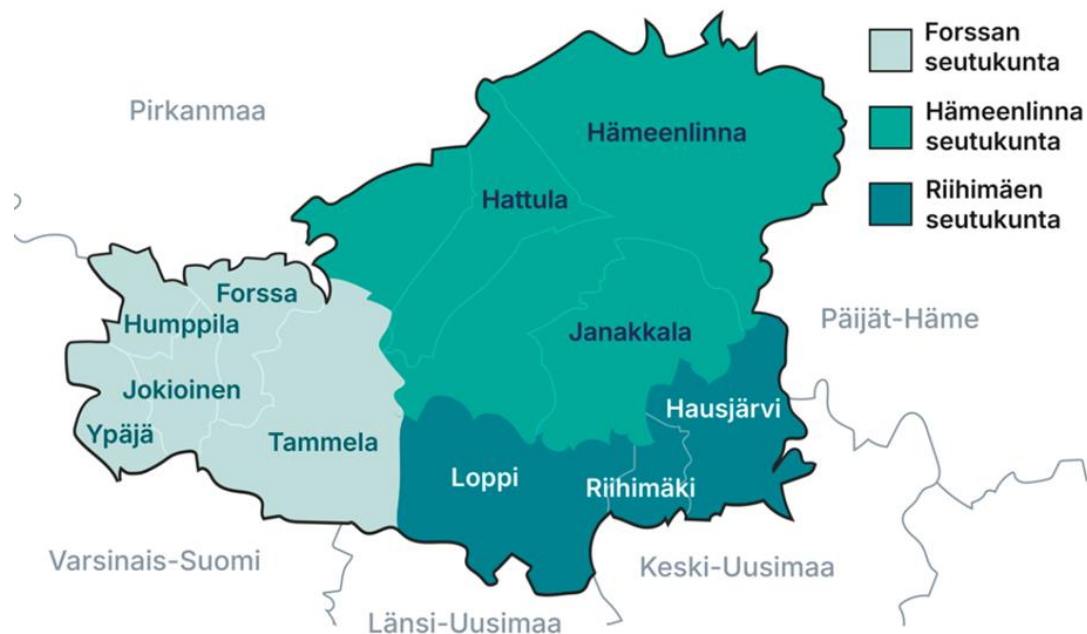 Forssan
seutukunta
Pirkanmaa
Hämeenlinna
seutukunta
Hämeenlinna
Hattula
Riihimäen
seutukunta
Forssa
Humppila
Janakkala
Päijät-Häme
Jokioinen
Hausjärvi
Ypäjä
Tammela
Loppi
Riihimäki
Varsinais-Suomi
Keski-Uusimaa
Länsi-Uusimaa